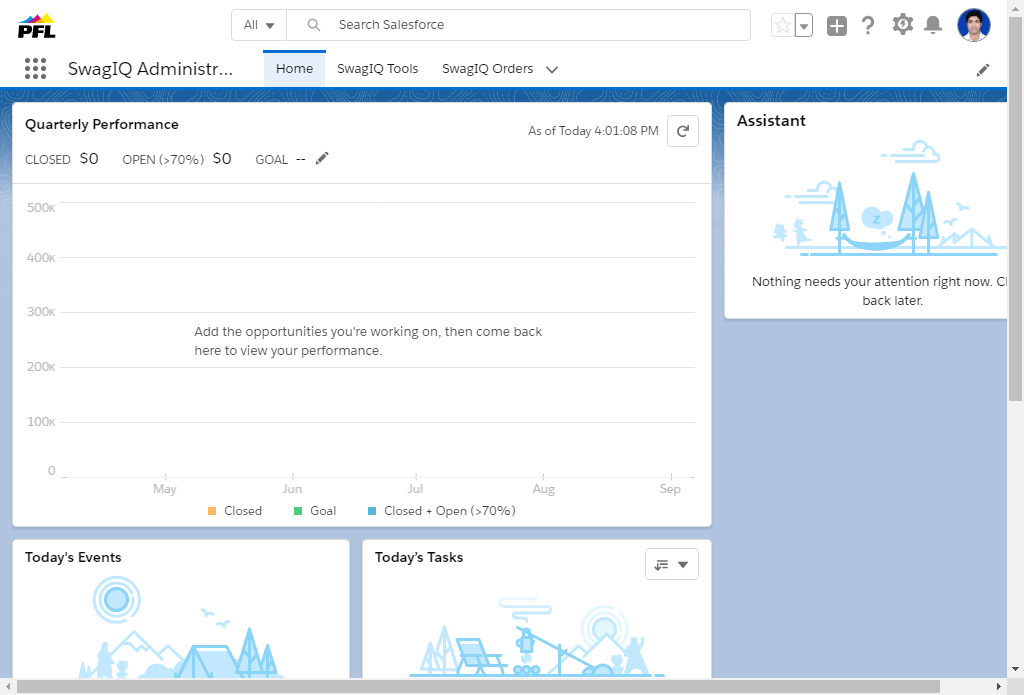 PFL
All
Search Salesforce
SwagIQ Administr...
Home
SwagIQ Tools
SwagIQ Orders
Quarterly Performance
As of Today 4:01:08 PM
CLOSED $0 OPEN (>70%) $0 GOAL --
500K
400K
300K
200K
100K
0
Add the opportunities you're working on, then come back
here to view your performance.
May Jun Jul Aug Sep
Closed Goal Closed + Open (>70%)
Assistant
z
Nothing needs your attention right now. C
back later.
Today's Events
Today's Tasks